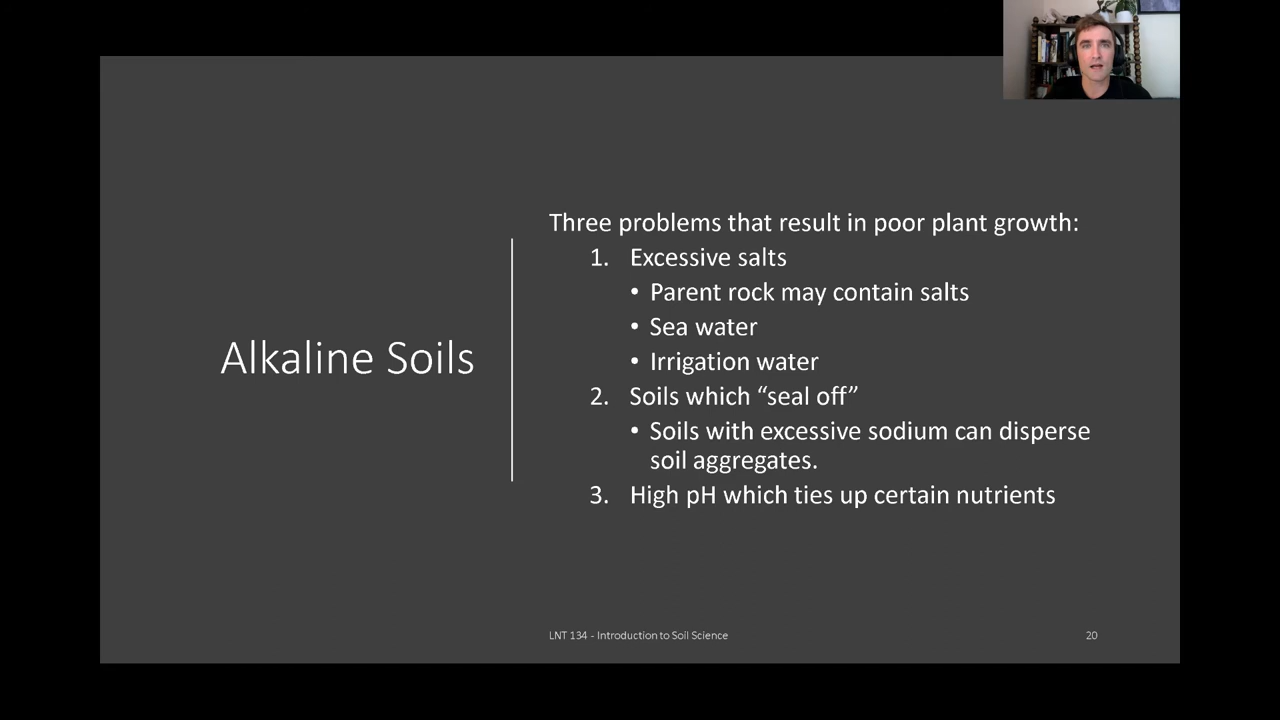 Alkaline Soils
Three problems that result in poor plant growth:
1. Excessive salts
• Parent rock may contain salts
• Sea water
• Irrigation water
2. Soils which “seal off”
• Soils with excessive sodium can disperse
soil aggregates.
3. High pH which ties up certain nutrients
LNT 134 - Introduction to Soil Science
20